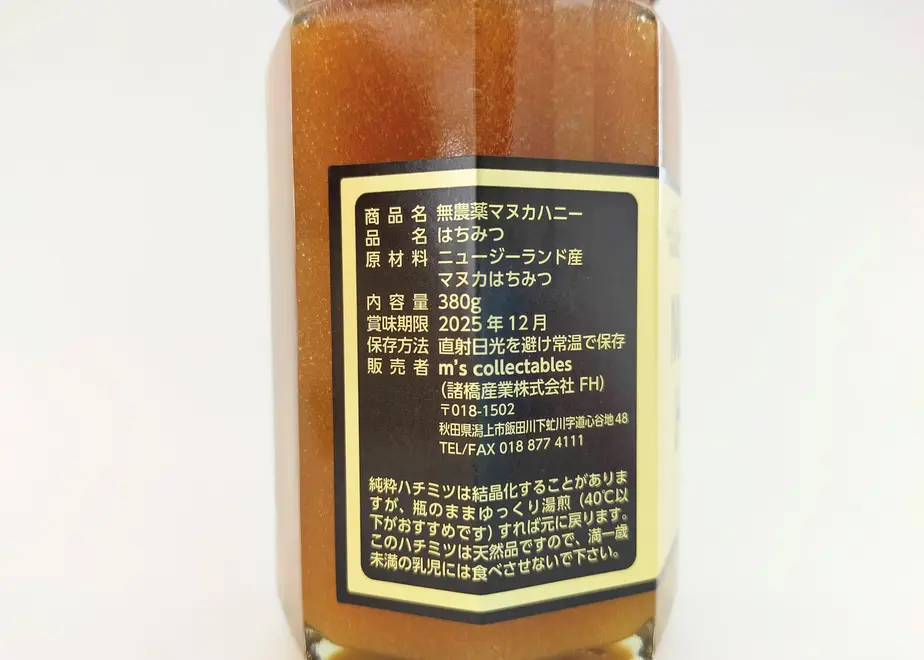 商品名 無農薬マヌカハニー
品名 はちみつ
原材料 ニュージーランド産
マヌカはちみつ
内容量 380g
賞味期限 2025年12月
保存方法 直射日光を避け常温で保存
販売者 m's collectables
(諸橋産業株式会社 FH)
〒018-1502
秋田県潟上市飯田川下虻川字道心谷地48
TEL/FAX 018 877 4111
純粋ハチミツは結晶化することがありま
すが、瓶のままゆっくり湯煎(40℃以
下がおすすめです)すれば元に戻ります。
このハチミツは天然品ですので、満一歳
未満の乳児には食べさせないで下さい。